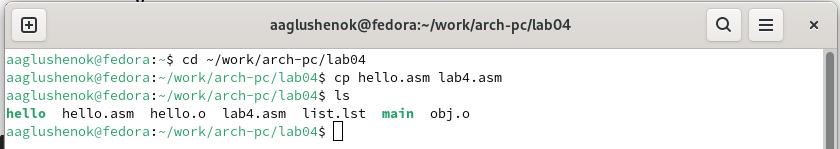 aaglushenok@fedora:~/work/arch-pc/lab04
aaglushenok@fedora:~$ cd ~/work/arch-pc/lab04
aaglushenok@fedora:~/work/arch-pc/lab04$ cp hello.asm lab4.asm
aaglushenok@fedora:~/work/arch-pc/lab04$ ls
hello  hello.asm  hello.o  lab4.asm  list.lst  main  obj.o
aaglushenok@fedora:~/work/arch-pc/lab04$